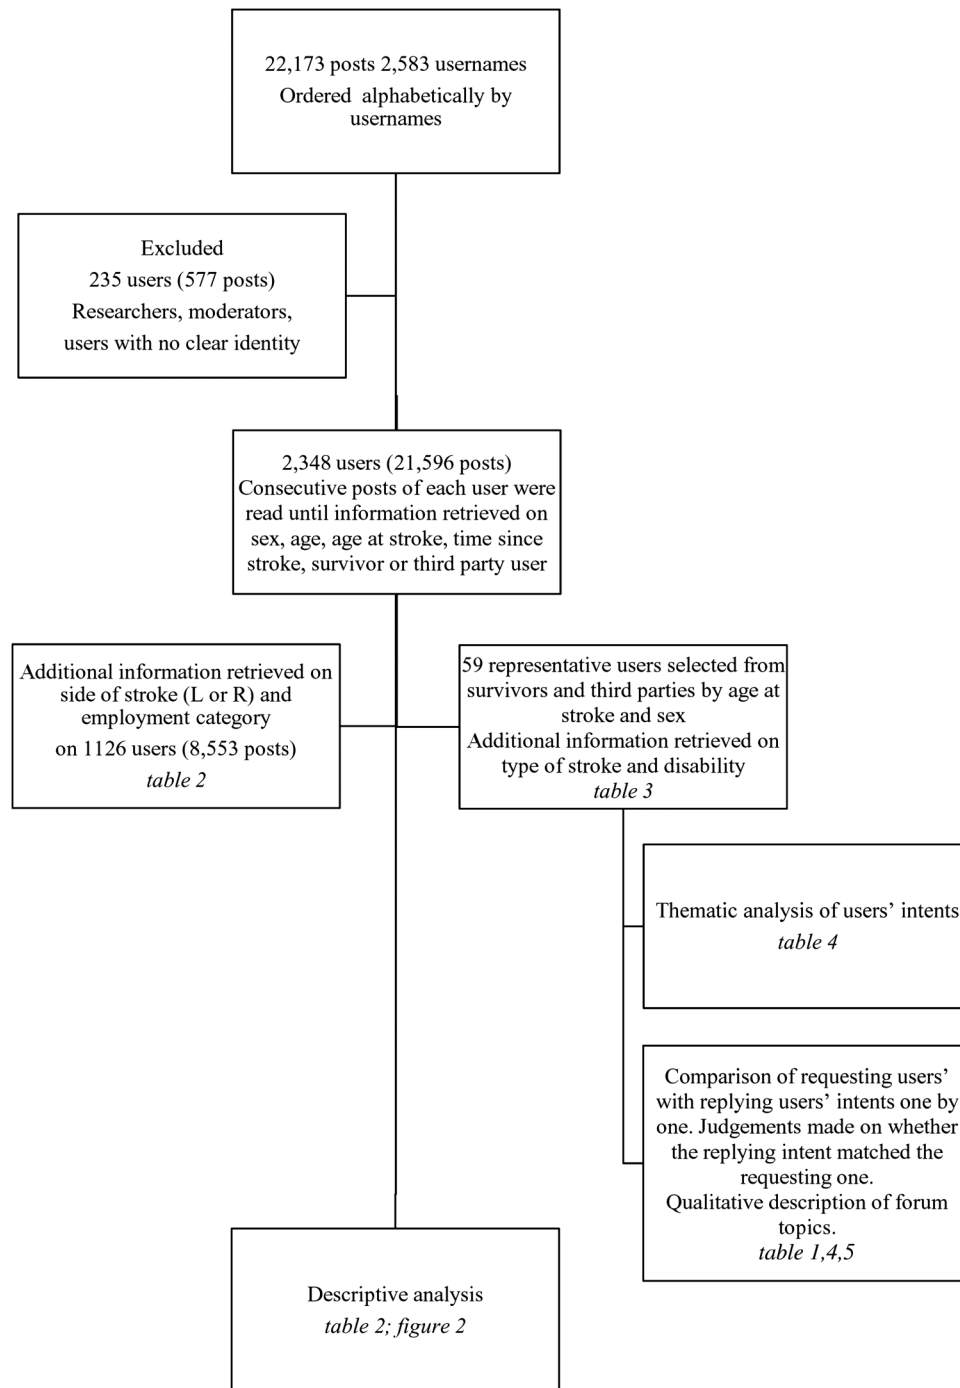 22,173 posts 2,583 usernames
Ordered alphabetically by
usernames
Excluded
235 users (577 posts)
Researchers, moderators,
users with no clear identity
2,348 users (21,596 posts)
Consecutive posts of each user were
read until information retrieved on
sex, age, age at stroke, time since
stroke, survivor or third party user
Additional information retrieved on
side of stroke (L or R) and
employment category
on 1126 users (8,553 posts)
table 2
59 representative users selected from
survivors and third parties by age at
stroke and sex
Additional information retrieved on
type of stroke and disability
table 3
Thematic analysis of users’ intents
table 4
Comparison of requesting users’
with replying users’ intents one by
one. Judgements made on whether
the replying intent matched the
requesting one.
Qualitative description of forum
topics.
table 1,4,5
Descriptive analysis
table 2; figure 2